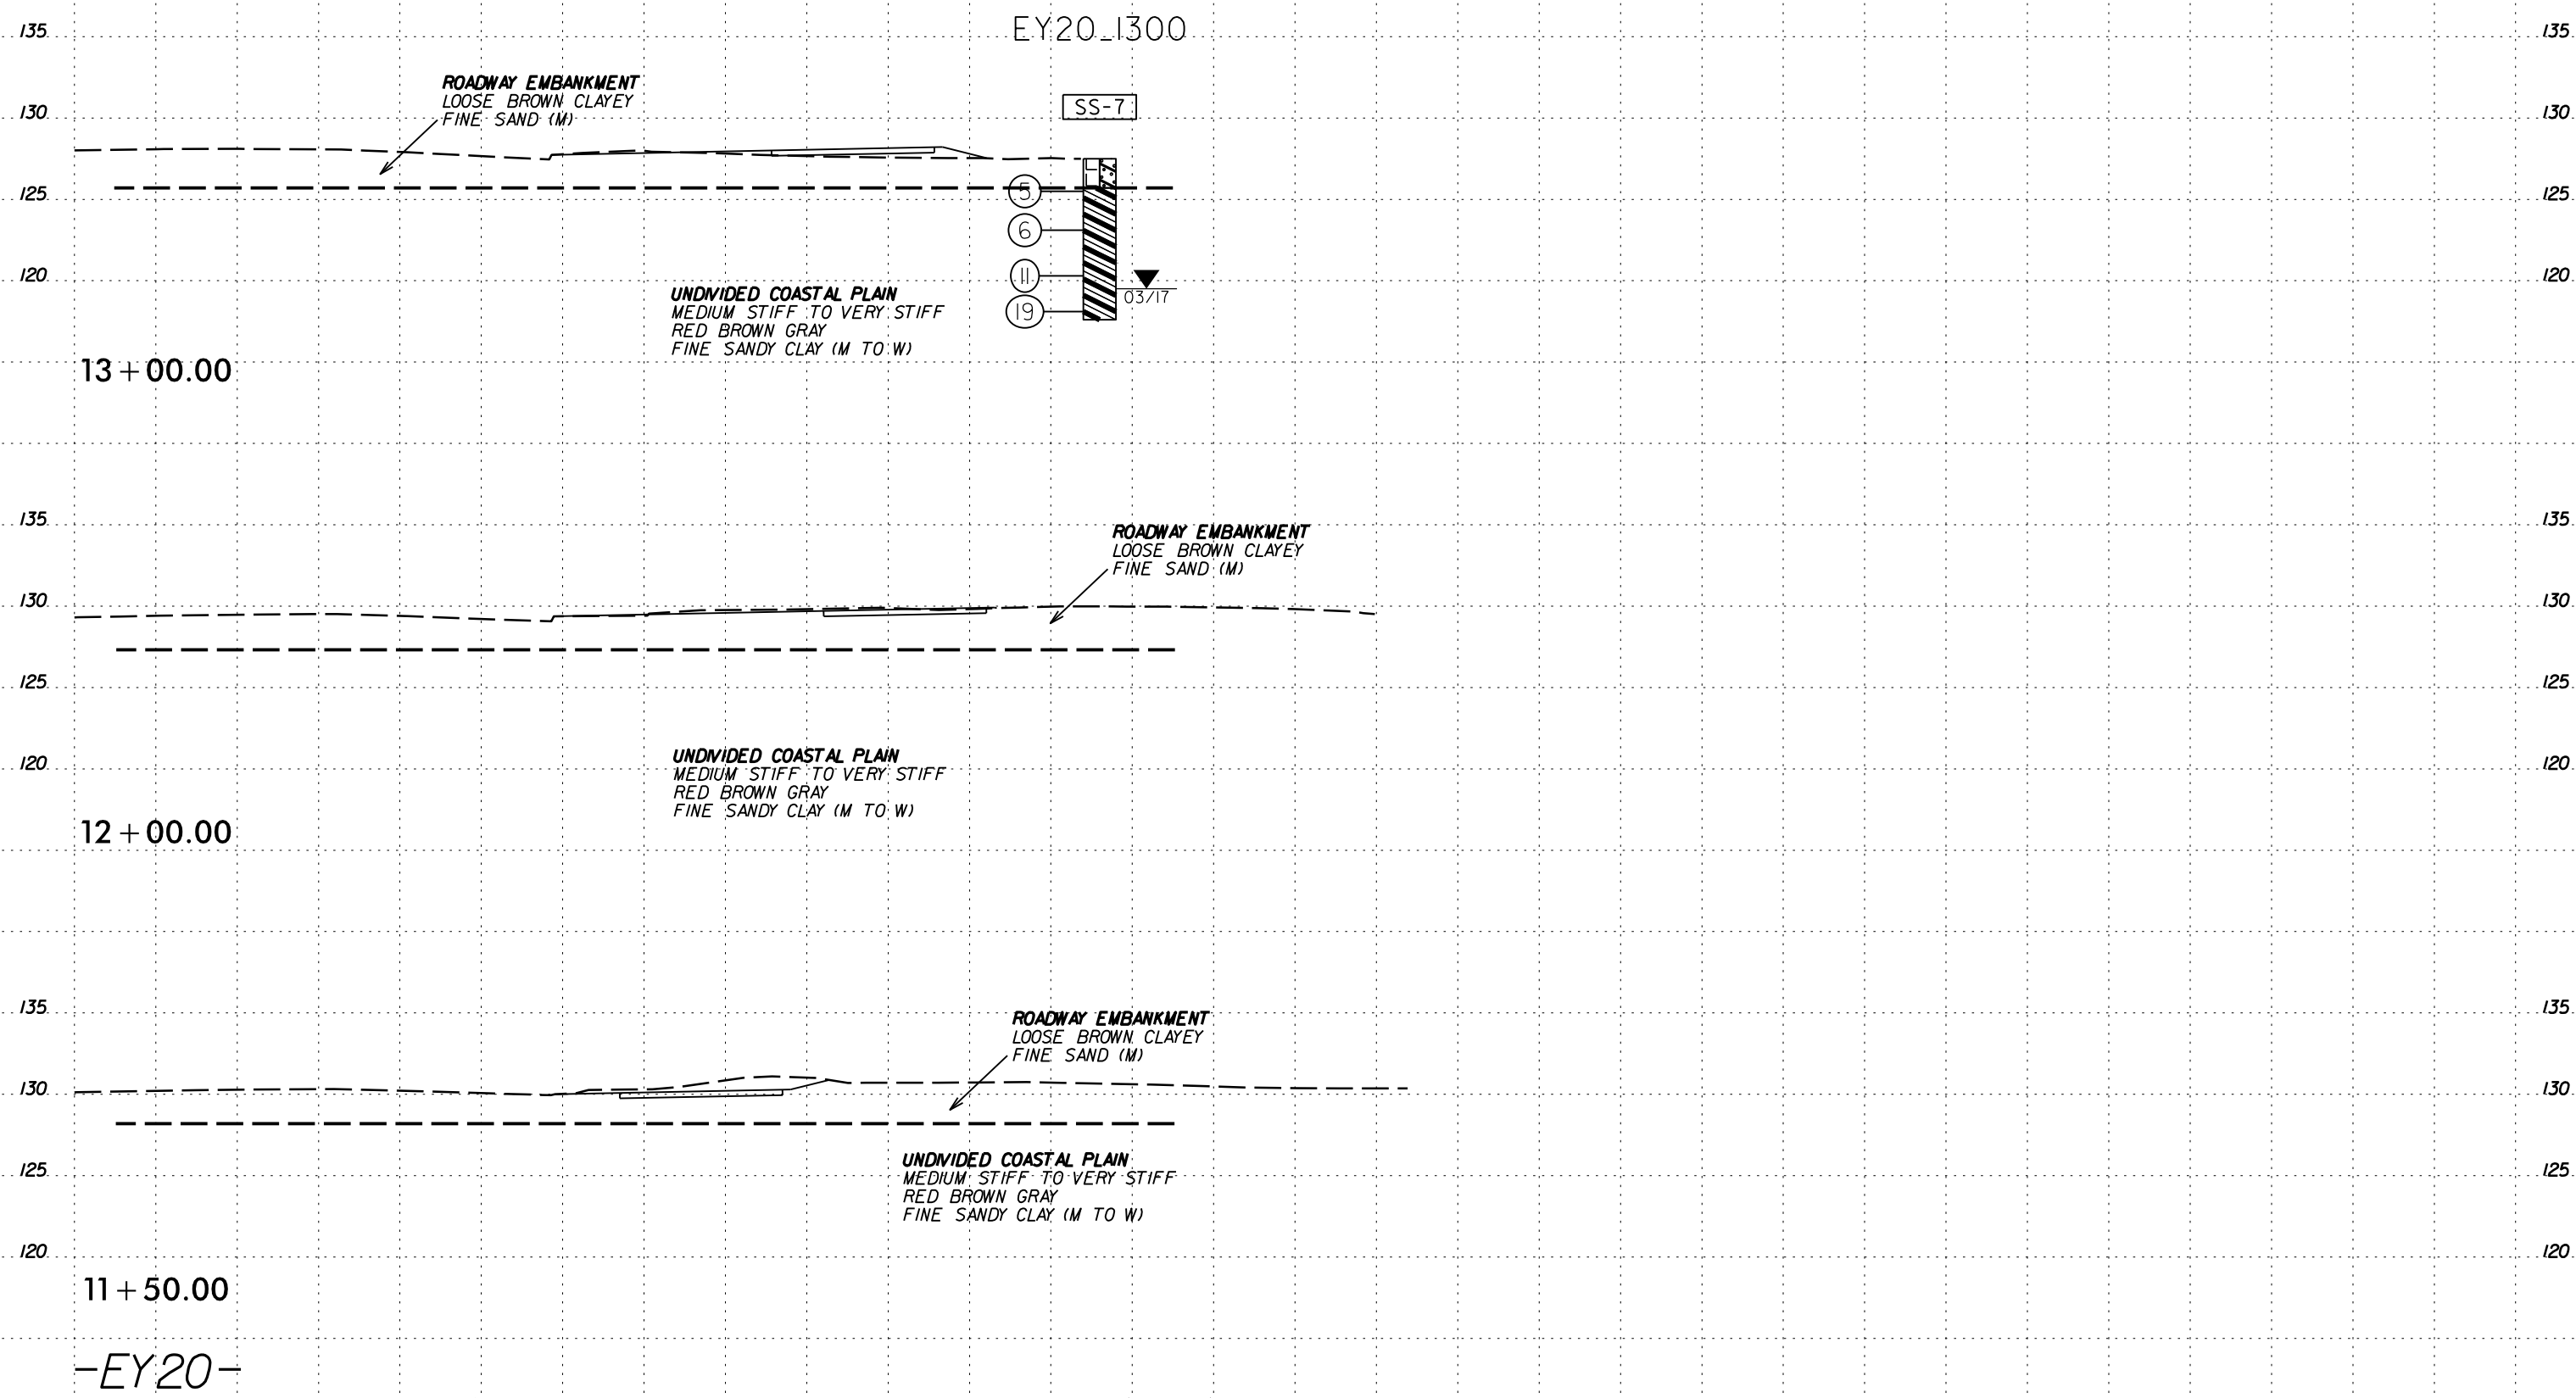 EY20_1300
135 135
ROADWAY EMBANKMENT
LOOSE BROWN CLAYEY
FINE SAND (M)
SS-7
130 130
125 125
5
6
120 120
11
03/17
19
UNDIVIDED COASTAL PLAIN
MEDIUM STIFF TO VERY STIFF
RED BROWN GRAY
FINE SANDY CLAY (M TO W)
13+00.00
135 135
ROADWAY EMBANKMENT
LOOSE BROWN CLAYEY
FINE SAND (M)
130 130
125 125
120 120
UNDIVIDED COASTAL PLAIN
MEDIUM STIFF TO VERY STIFF
RED BROWN GRAY
FINE SANDY CLAY (M TO W)
12+00.00
135 135
ROADWAY EMBANKMENT
LOOSE BROWN CLAYEY
FINE SAND (M)
130 130
125 125
UNDIVIDED COASTAL PLAIN
MEDIUM STIFF TO VERY STIFF
RED BROWN GRAY
FINE SANDY CLAY (M TO W)
120 120
11+50.00
-EY20-